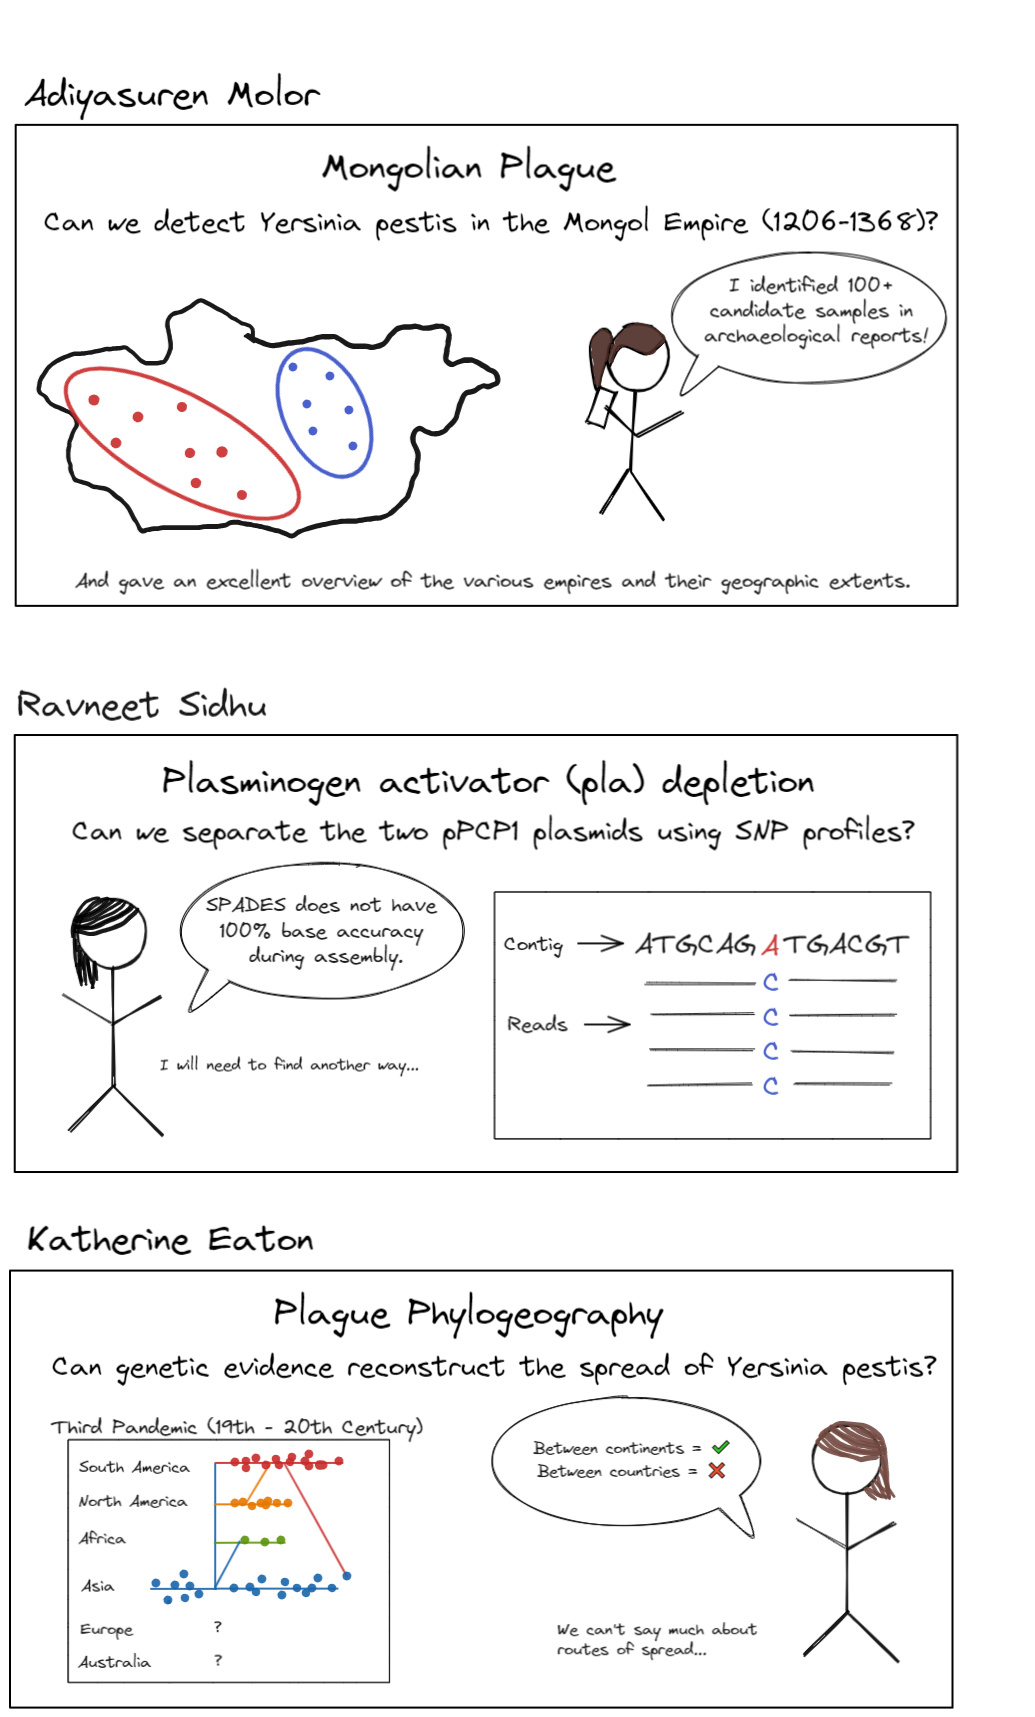 Adiyasuren Molor
Mongolian Plague
Can we detect Yersinia pestis in the Mongol Empire (1206-1368)?
I identified 100+
candidate samples in
archaeological reports!
And gave an excellent overview of the various empires and their geographic extents.
Ravneet Sidhu
Plasminogen activator (pla) depletion
Can we separate the two pPCP1 plasmids using SNP profiles?
SPADES does not have
100% base accuracy
during assembly.
I will need to find another way...
Contig → ATGCAGATGACGT
C
Reads → C
C
C
Katherine Eaton
Plague Phylogeography
Can genetic evidence reconstruct the spread of Yersinia pestis?
Third Pandemic (19th - 20th Century)
South America
North America
Africa
Asia
Europe ?
Australia ?
Between continents = ✔
Between countries = ✖
We can't say much about
routes of spread...